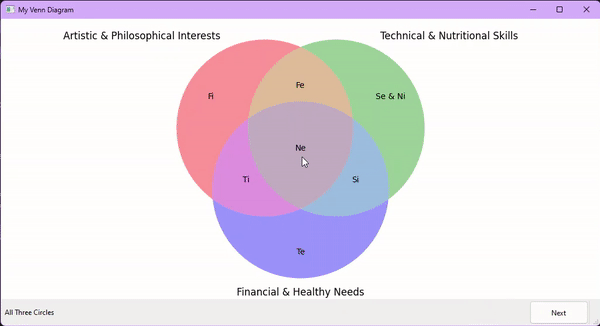 My Venn Diagram
Artistic & Philosophical Interests
Technical & Nutritional Skills
Fe
Fi
Se & Ni
Ne
Ti
Si
Te
Financial & Healthy Needs
All Three Circles
Next